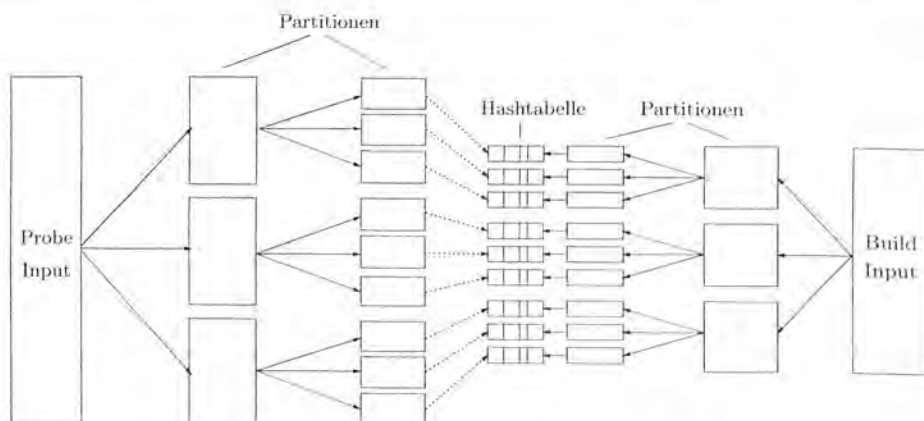 Partitionen
Hashtabelle
Partitionen
Probe
Input
Build
Input